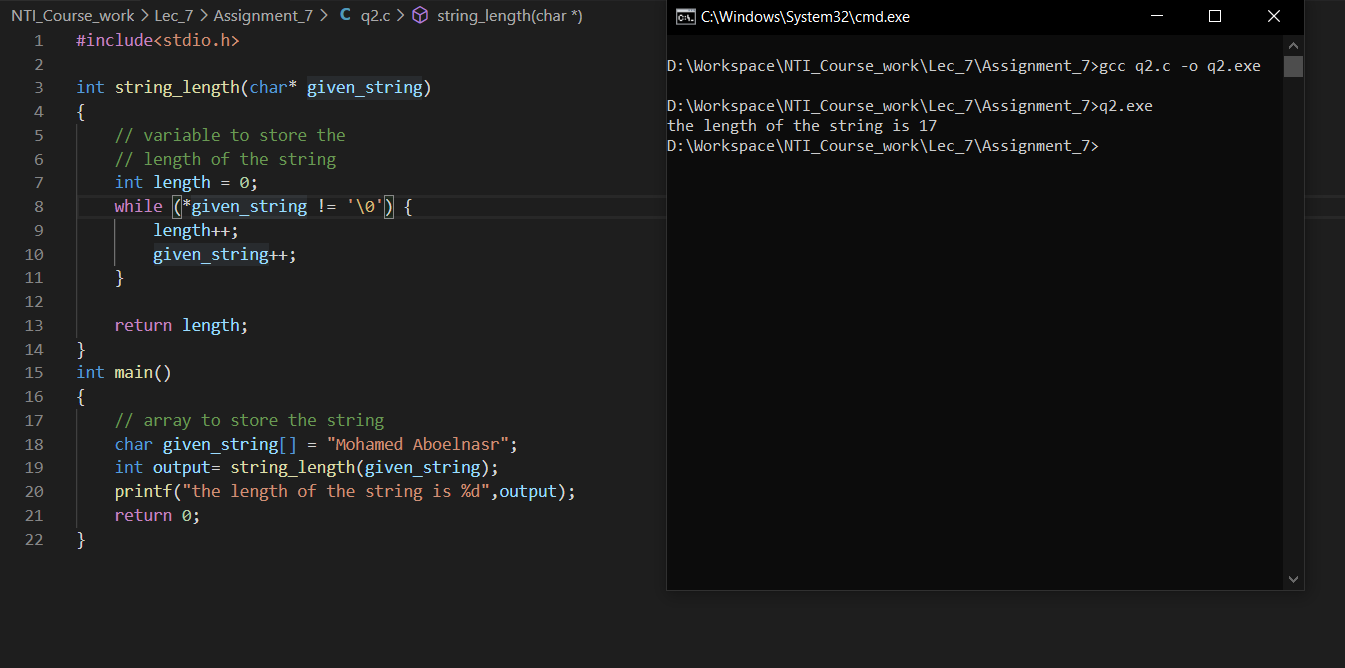 NTI_Course_work > Lec_7 > Assignment_7 > C q2.c > string_length(char *)
1 #include<stdio.h>
2
3 int string_length(char* given_string)
4 {
5 // variable to store the
6 // length of the string
7 int length = 0;
8 while (*given_string != '\0') {
9 length++;
10 given_string++;
11 }
12
13 return length;
14 }
15 int main()
16 {
17 // array to store the string
18 char given_string[] = "Mohamed Aboelnasr";
19 int output= string_length(given_string);
20 printf("the length of the string is %d",output);
21 return 0;
22 }
C:\Windows\System32\cmd.exe
D:\Workspace\NTI_Course_work\Lec_7\Assignment_7>gcc q2.c -o q2.exe
D:\Workspace\NTI_Course_work\Lec_7\Assignment_7>q2.exe
the length of the string is 17
D:\Workspace\NTI_Course_work\Lec_7\Assignment_7>